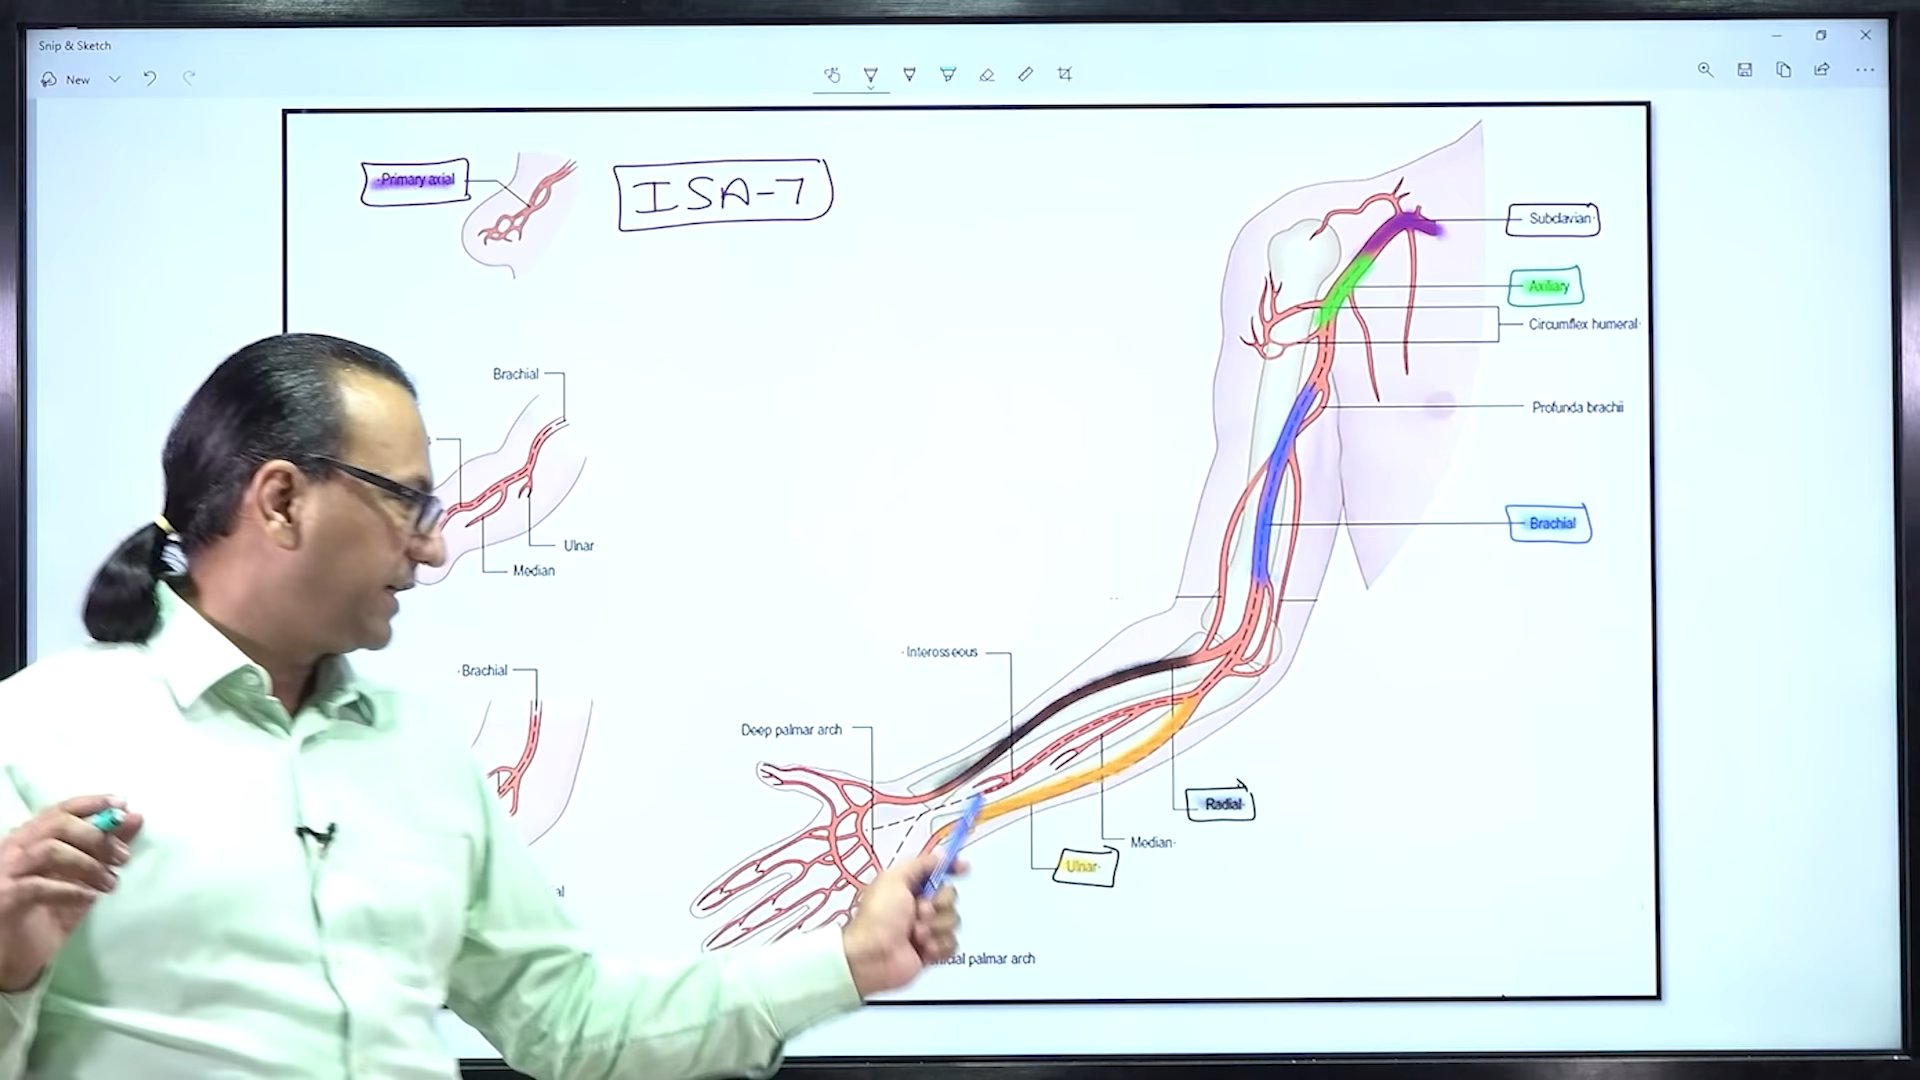 Snip & Sketch
New
Primary axial
ISA-7
Subclavian
Axillary
Circumflex humeral
Brachial
Profunda brachii
Brachial
Ulnar
Median
Interosseous
Brachial
Deep palmar arch
Radial
Median
Ulnar
palmar arch